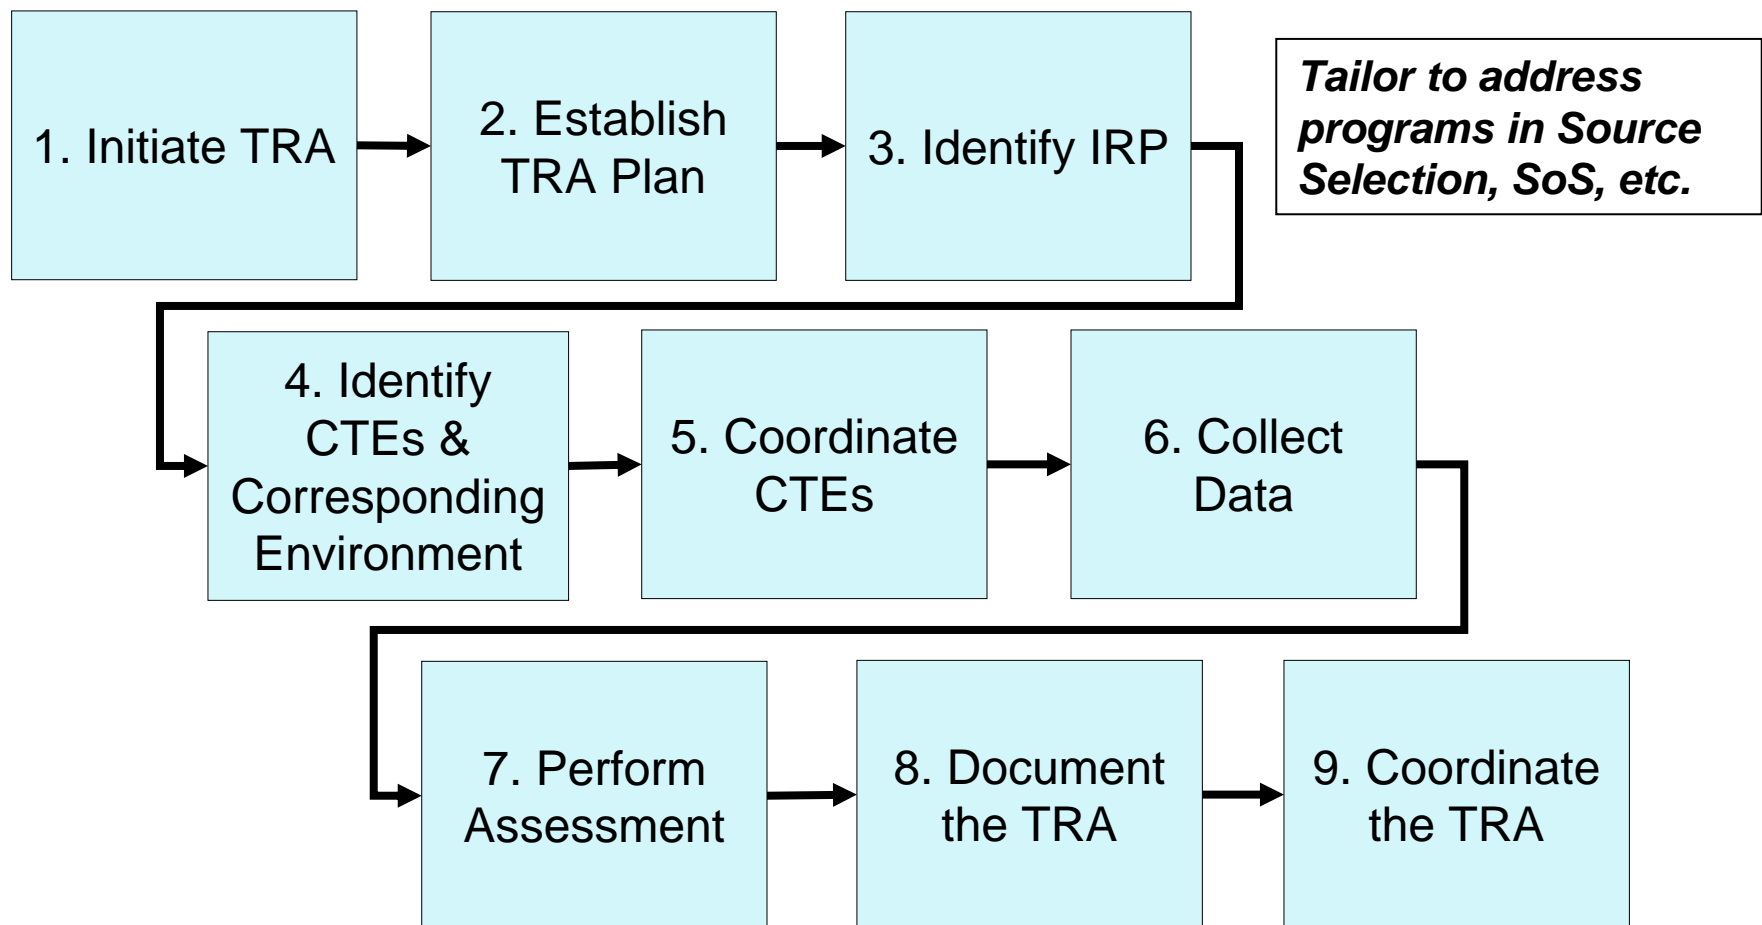 1. Initiate TRA
2. Establish
TRA Plan
3. Identify IRP
Tailor to address
programs in Source
Selection, SoS, etc.
4. Identify
CTEs &
Corresponding
Environment
5. Coordinate
CTEs
6. Collect
Data
7. Perform
Assessment
8. Document
the TRA
9. Coordinate
the TRA